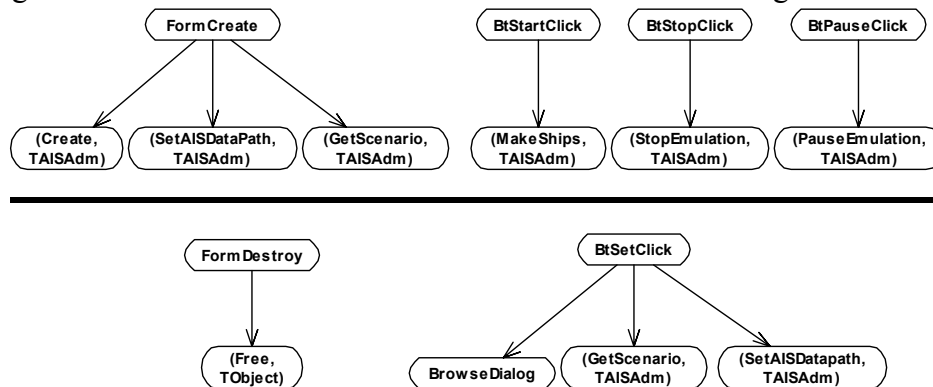 FormCreate
BtStartClick
BtStopClick
BtPauseClick
(Create,
TAISAdm)
(SetAISDataPath,
TAISAdm)
(GetScenario,
TAISAdm)
(MakeShips,
TAISAdm)
(StopEmulation,
TAISAdm)
(PauseEmulation,
TAISAdm)
FormDestroy
BtSetClick
(Free,
TObject)
BrowseDialog
(GetScenario,
TAISAdm)
(SetAISDatapath,
TAISAdm)